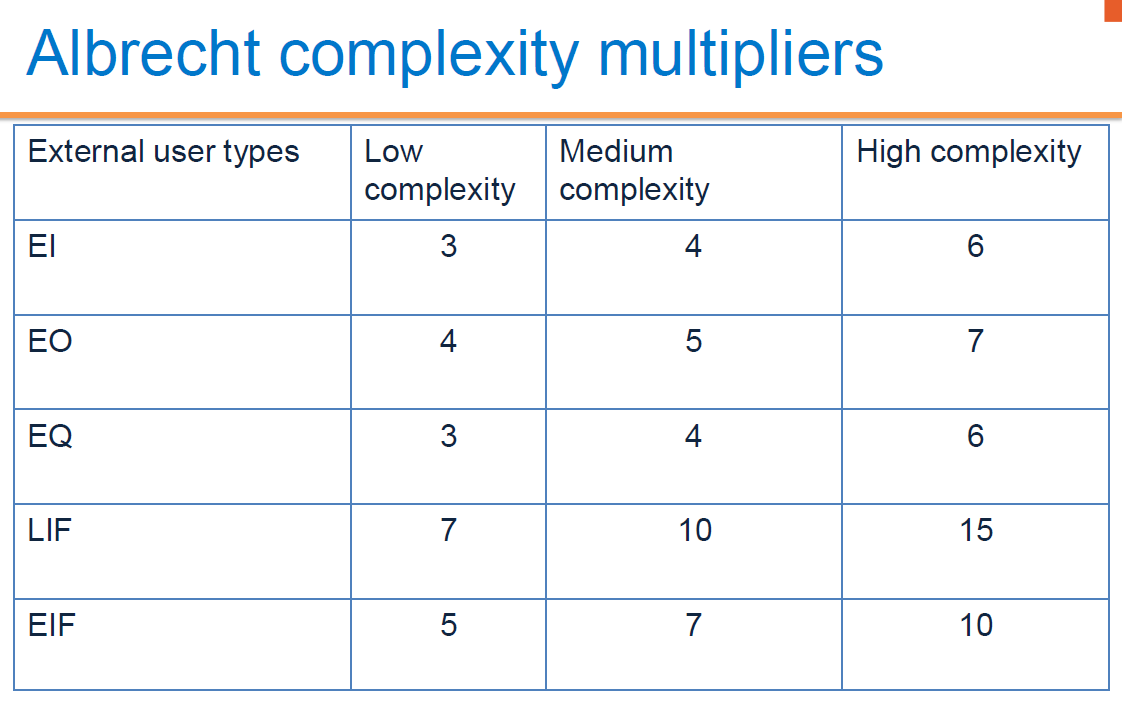 Albrecht complexity multipliers
External user types Low complexity Medium complexity High complexity
EI 3 4 6
EO 4 5 7
EQ 3 4 6
LIF 7 10 15
EIF 5 7 10